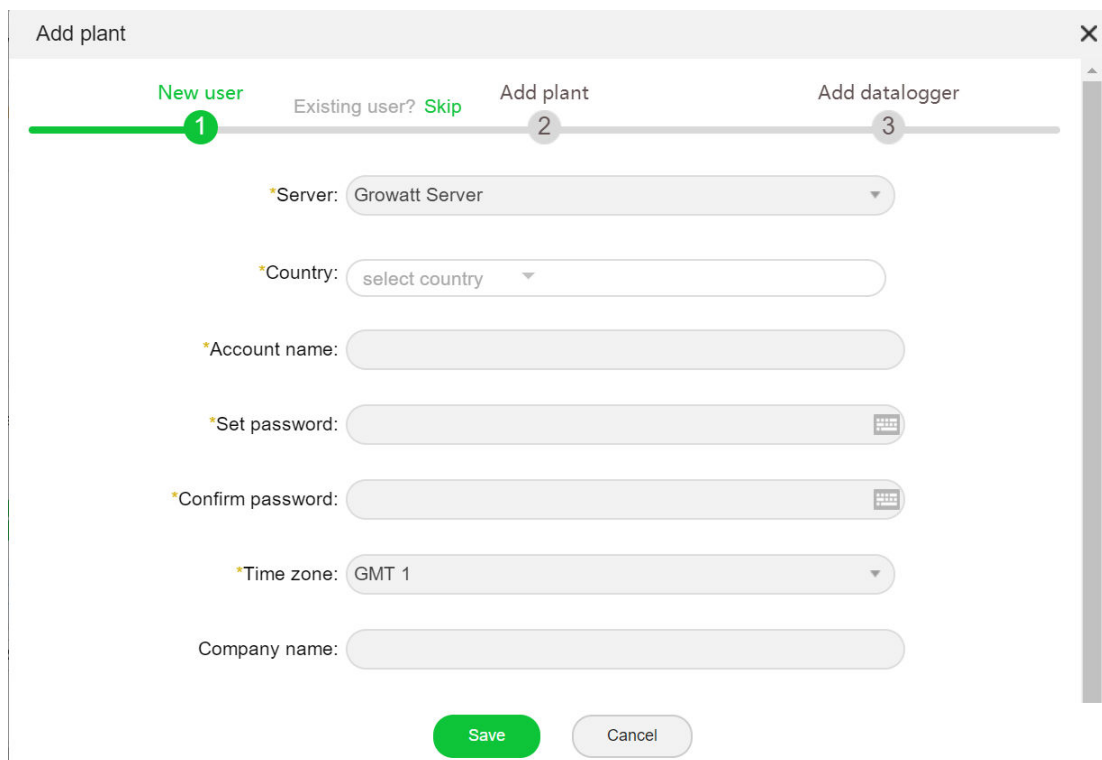 Add plant
New user
Existing user? Skip
Add plant
Add datalogger
1
2
3
*Server: Growatt Server
*Country: select country
*Account name:
*Set password:
*Confirm password:
*Time zone: GMT 1
Company name:
Save Cancel